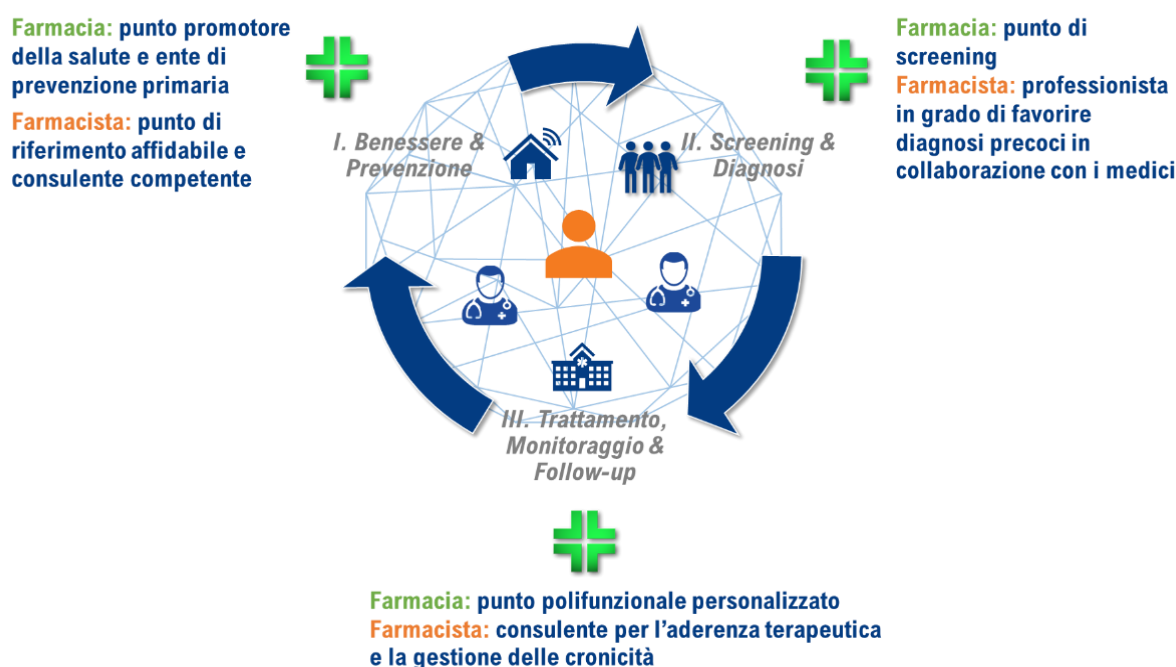 Farmacia: punto promotore
della salute e ente di
prevenzione primaria
Farmacista: punto di
riferimento affidabile e
consulente competente
Farmacia: punto di
screening
Farmacista: professionista
in grado di favorire
diagnosi precoci in
collaborazione con i medici
I. Benessere &
Prevenzione
II. Screening &
Diagnosi
III. Trattamento,
Monitoraggio &
Follow-up
Farmacia: punto polifunzionale personalizzato
Farmacista: consulente per l’aderenza terapeutica
e la gestione delle cronicità